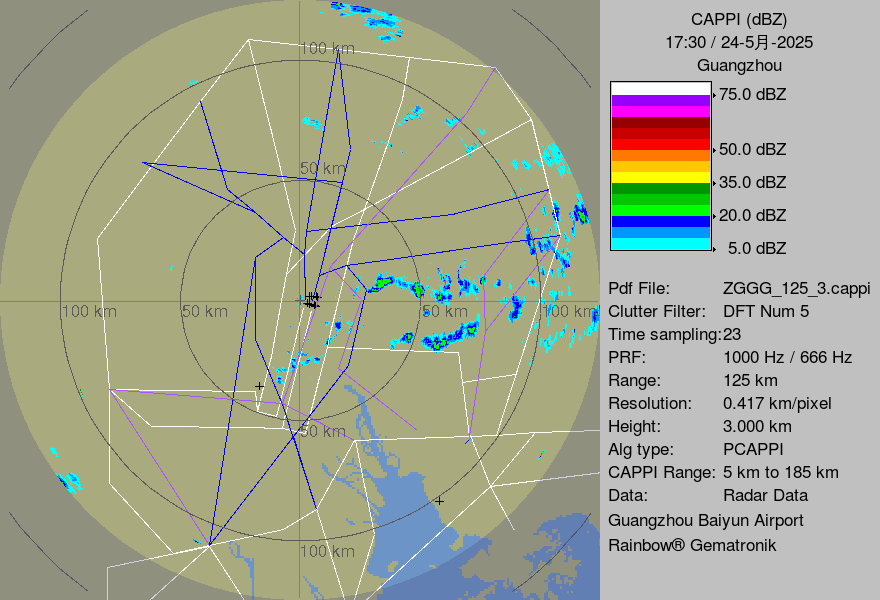 CAPPI (dBZ)
17:30 / 24-5月-2025
Guangzhou
75.0 dBZ
50.0 dBZ
35.0 dBZ
20.0 dBZ
5.0 dBZ
Pdf File: ZGGG_125_3.cappi
Clutter Filter: DFT Num 5
Time sampling:23
PRF: 1000 Hz / 666 Hz
Range: 125 km
Resolution: 0.417 km/pixel
Height: 3.000 km
Alg type: PCAPPI
CAPPI Range: 5 km to 185 km
Data: Radar Data
Guangzhou Baiyun Airport
Rainbow® Gematronik
100 km
50 km
100 km
50 km
50 km
100 km
50 km
100 km